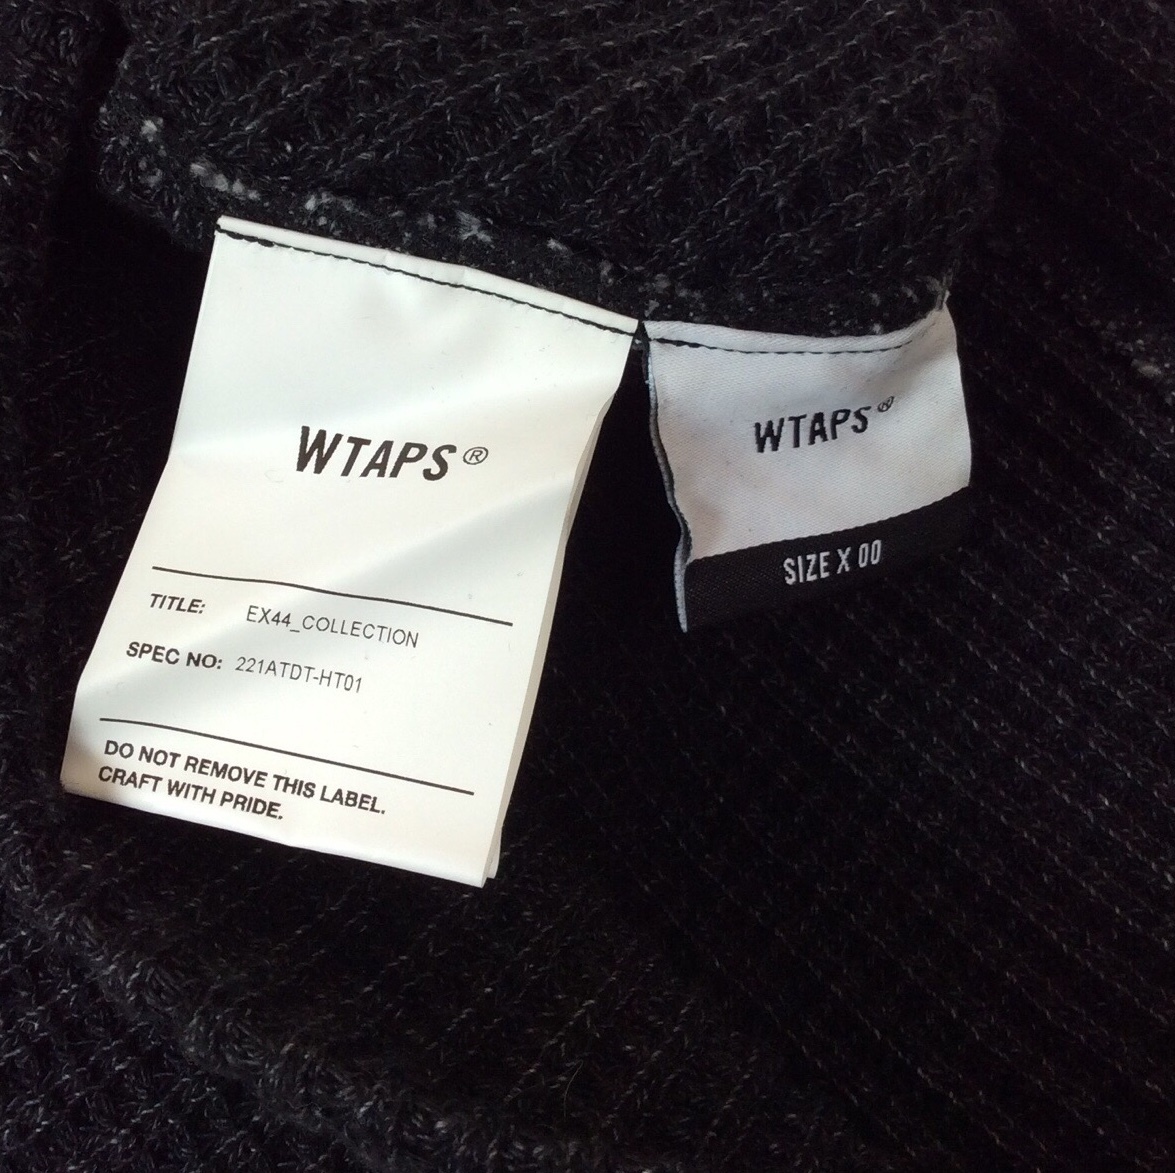 WTAPS®
TITLE: EX44_COLLECTION
SPEC NO: 221ATDT-HT01
DO NOT REMOVE THIS LABEL.
CRAFT WITH PRIDE.
WTAPS®
SIZE X 00